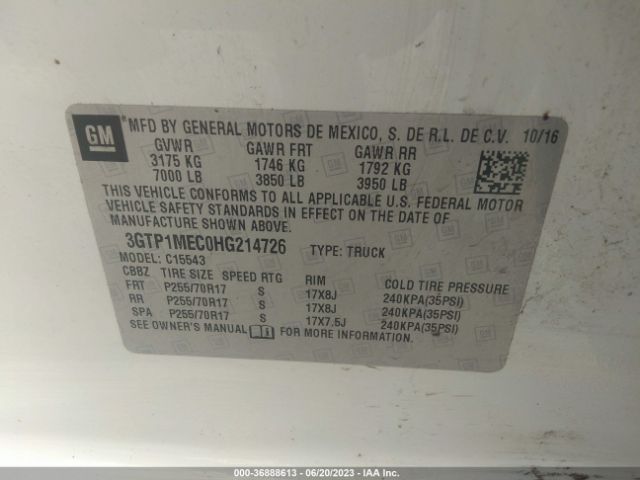 GM
MFD BY GENERAL MOTORS DE MEXICO, S. DE R.L. DE C.V. 10/16
GVWR GAWR FRT GAWR RR
3175 KG 1746 KG 1792 KG
7000 LB 3850 LB 3950 LB
THIS VEHICLE CONFORMS TO ALL APPLICABLE U.S. FEDERAL MOTOR
VEHICLE SAFETY STANDARDS IN EFFECT ON THE DATE OF
MANUFACTURE SHOWN ABOVE.
3GTP1MEC0HG214726 TYPE: TRUCK
MODEL: C15543
CBBZ TIRE SIZE SPEED RTG RIM COLD TIRE PRESSURE
FRT P255/70R17 S 17X8J 240KPA(35PSI)
RR P255/70R17 S 17X8J 240KPA(35PSI)
SPA P255/70R17 S 17X7.5J 240KPA(35PSI)
SEE OWNER'S MANUAL FOR MORE INFORMATION.
000-36888613 - 06/20/2023 - IAA Inc.